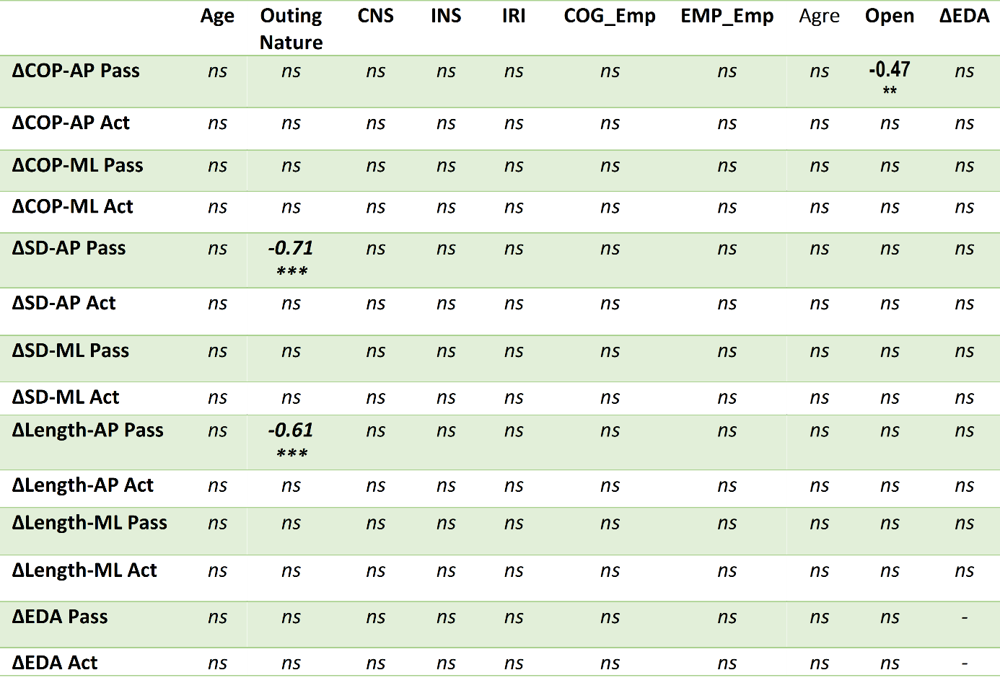 Age Outing Nature CNS INS IRI COG_Emp EMP_Emp Agre Open ΔEDA
ΔCOP-AP Pass ns ns ns ns ns ns ns ns -0.47 ** ns
ΔCOP-AP Act ns ns ns ns ns ns ns ns ns ns
ΔCOP-ML Pass ns ns ns ns ns ns ns ns ns ns
ΔCOP-ML Act ns ns ns ns ns ns ns ns ns ns
ΔSD-AP Pass ns -0.71 *** ns ns ns ns ns ns ns ns
ΔSD-AP Act ns ns ns ns ns ns ns ns ns ns
ΔSD-ML Pass ns ns ns ns ns ns ns ns ns ns
ΔSD-ML Act ns ns ns ns ns ns ns ns ns ns
ΔLength-AP Pass ns -0.61 *** ns ns ns ns ns ns ns ns
ΔLength-AP Act ns ns ns ns ns ns ns ns ns ns
ΔLength-ML Pass ns ns ns ns ns ns ns ns ns ns
ΔLength-ML Act ns ns ns ns ns ns ns ns ns ns
ΔEDA Pass ns ns ns ns ns ns ns ns ns -
ΔEDA Act ns ns ns ns ns ns ns ns ns -